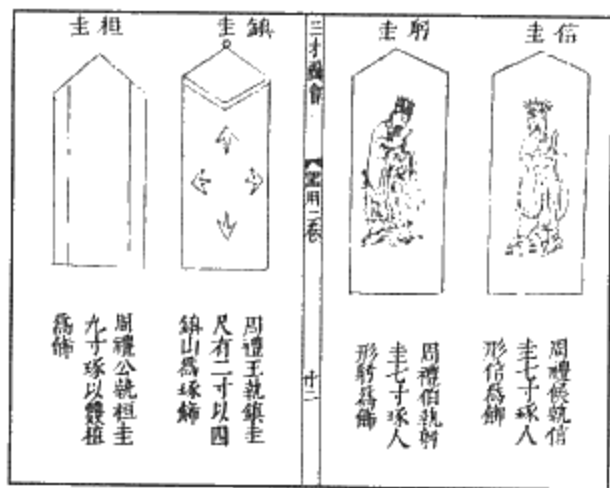 信圭
周禮侯執信
圭七寸琢人
形信爲飾
躬圭
周禮伯執躬
圭七寸琢人
形躬爲飾
三才圖會
器用二卷
廿二
鎮圭
周禮王執鎮圭
尺有二寸以四
鎮山爲琢飾
桓圭
周禮公執桓圭
九寸琢以雙植
爲飾